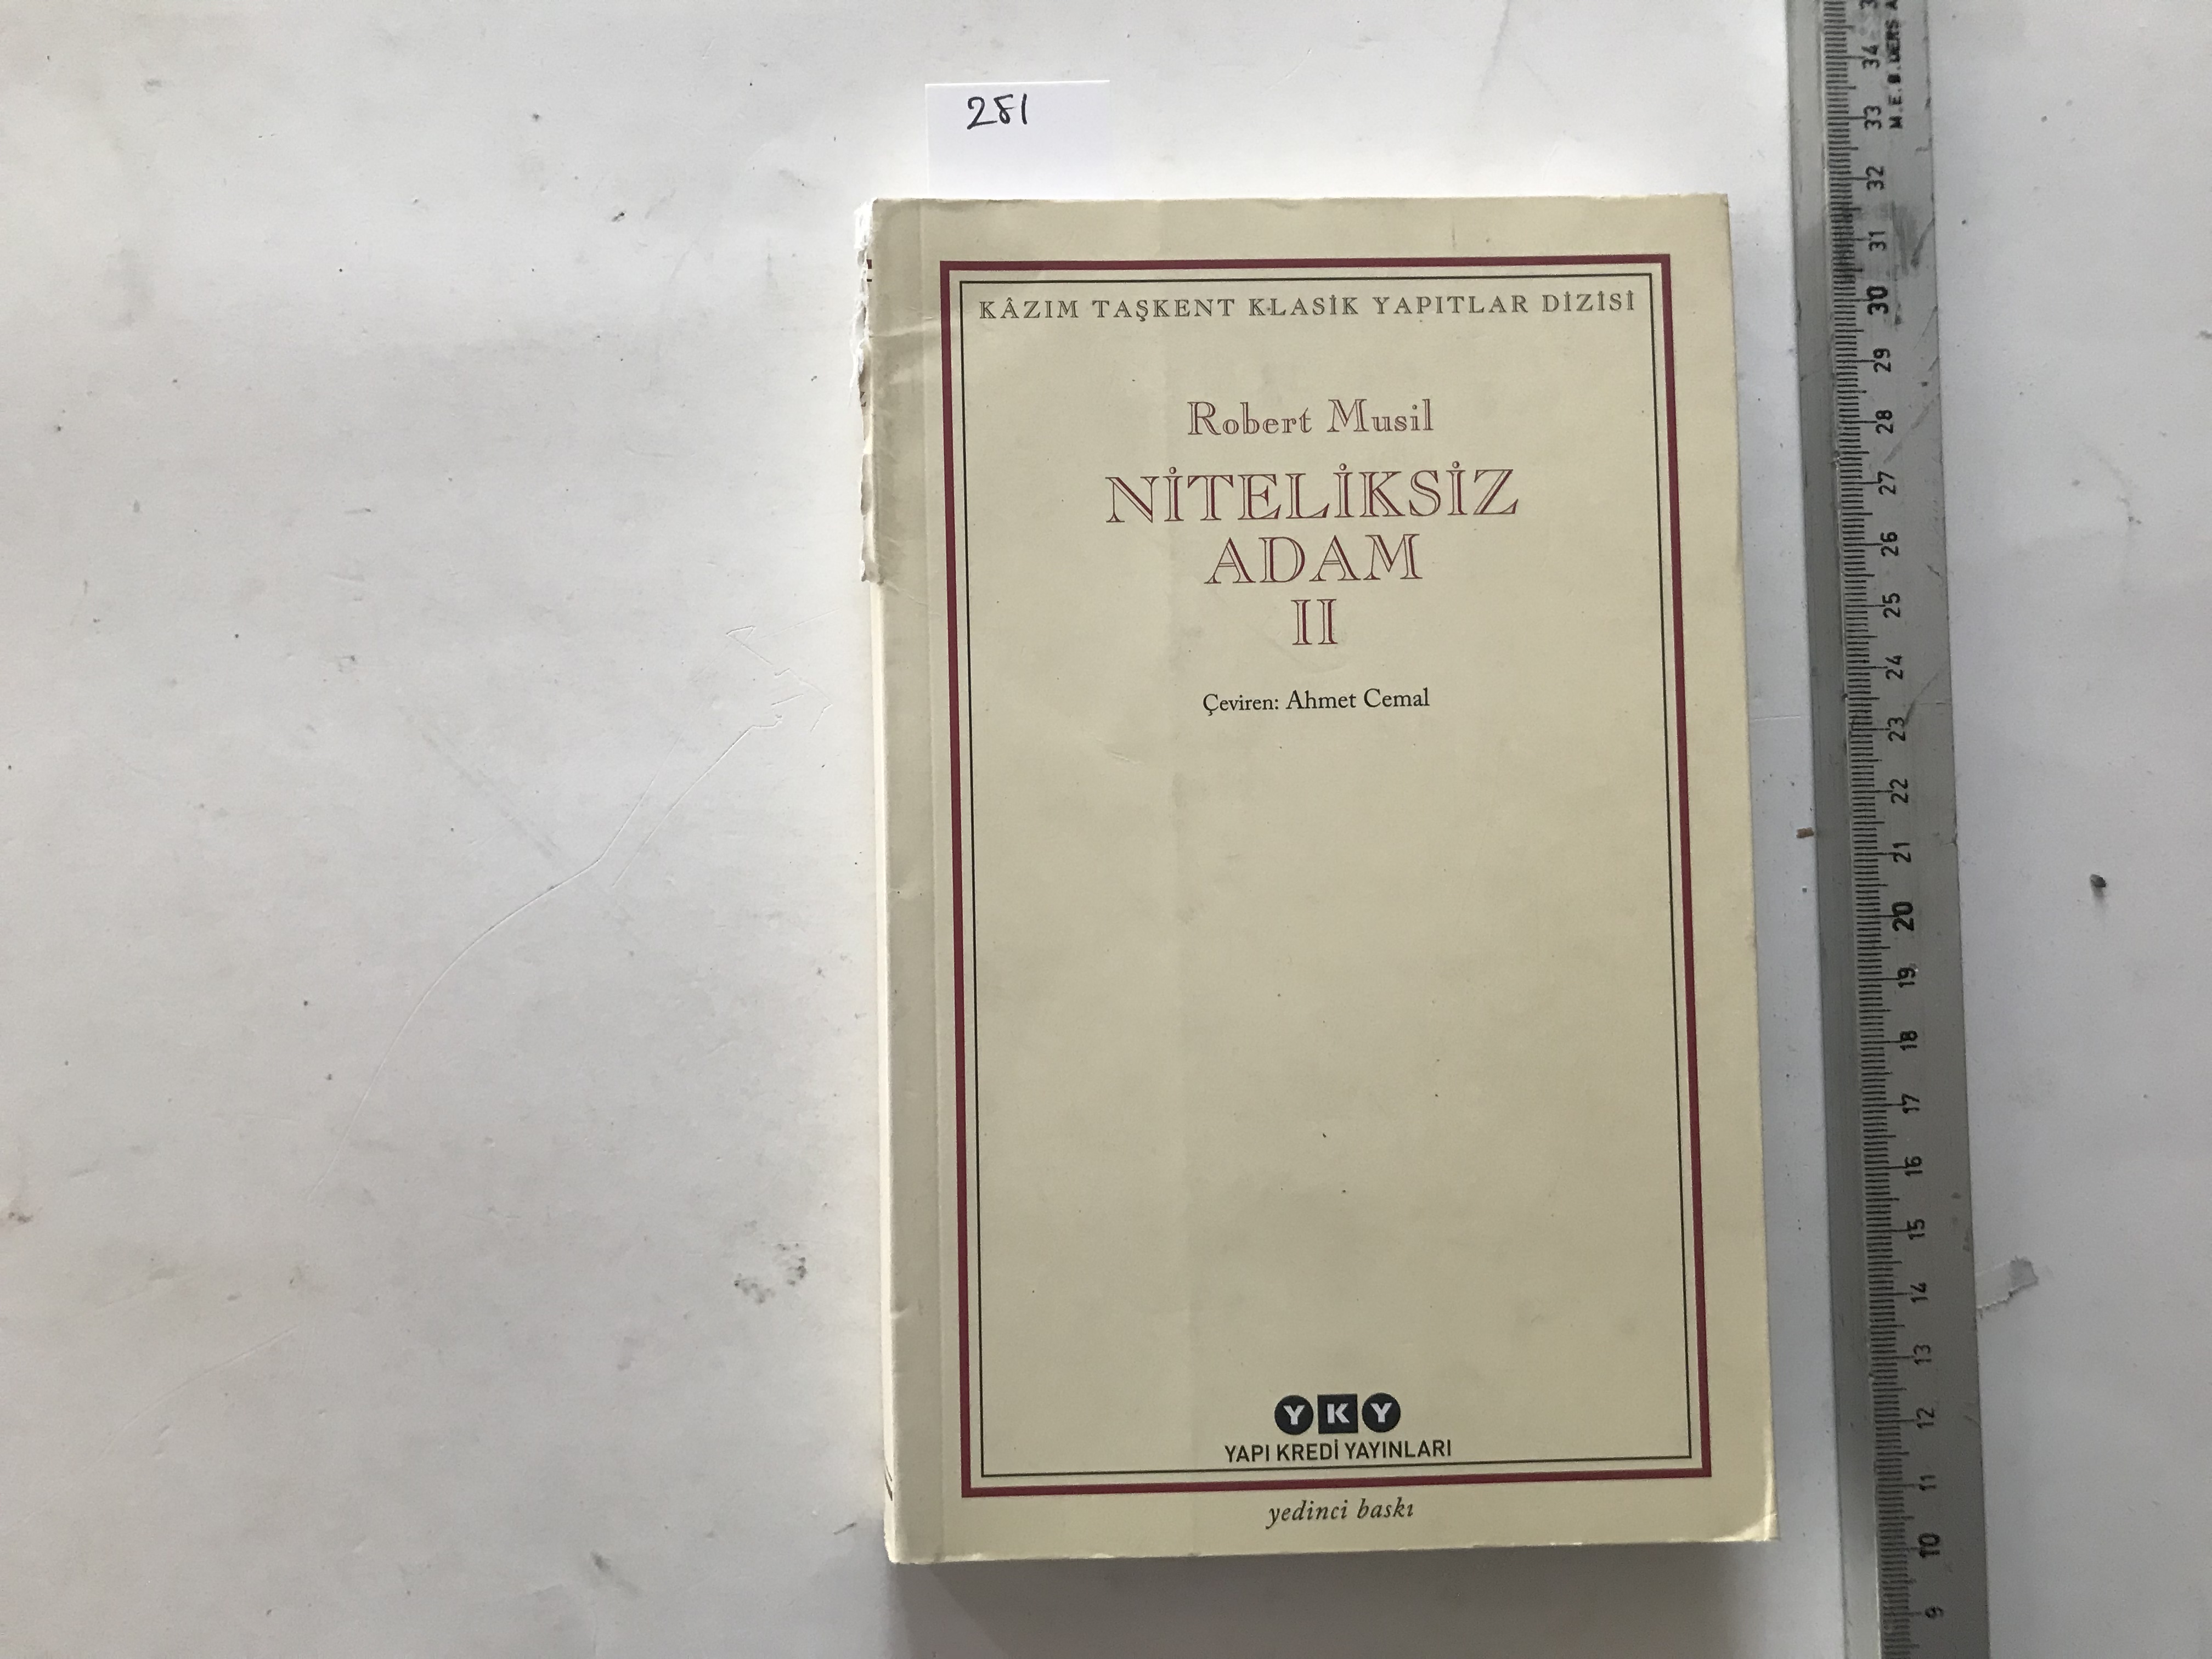 281
KÂZIM TAŞKENT KLASİK YAPITLAR DİZİSİ
Robert Musil
NİTELİKSİZ
ADAM
II
Çeviren: Ahmet Cemal
YKY
YAPI KREDİ YAYINLARI
yedinci baskı
34
33
32
31
30
29
28
27
26
25
24
23
22
21
20
19
18
17
16
15
14
13
12
11
10
9
M.E.B.DERS A